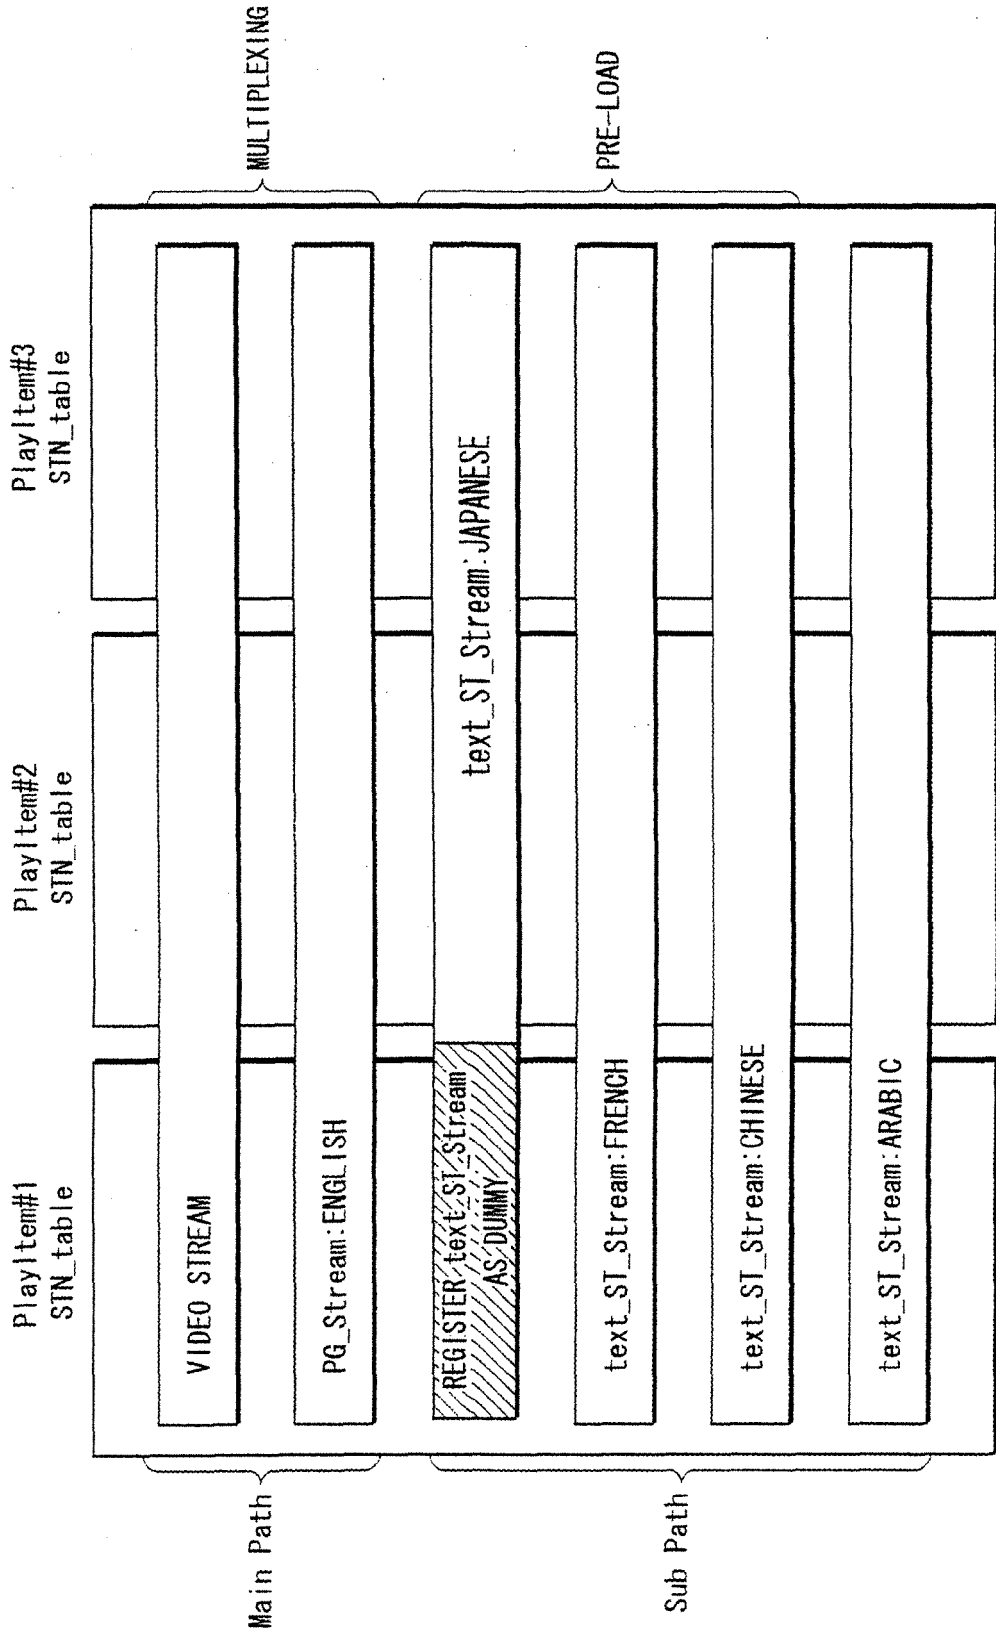 PlayItem#1
STN_table
PlayItem#2
STN_table
PlayItem#3
STN_table
Main Path
VIDEO STREAM
PG_Stream:ENGLISH
MULTIPLEXING
Sub Path
REGISTER text_ST_Stream
AS DUMMY
text_ST_Stream:JAPANESE
text_ST_Stream:FRENCH
text_ST_Stream:CHINESE
text_ST_Stream:ARABIC
PRE-LOAD